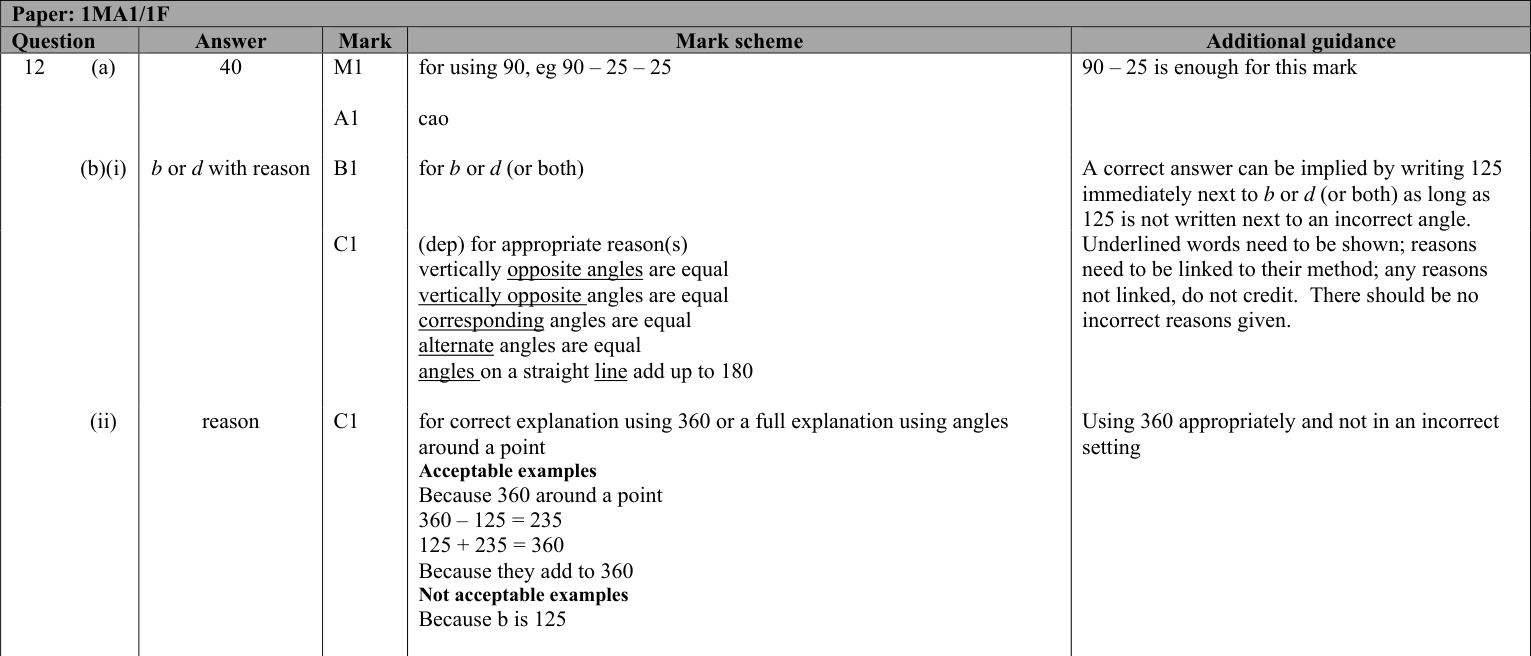 Paper: 1MA1/1F
Question Answer Mark Mark scheme Additional guidance
12 (a) 40 M1 for using 90, eg 90 – 25 – 25 90 – 25 is enough for this mark
A1 cao
(b)(i) b or d with reason B1 for b or d (or both) A correct answer can be implied by writing 125
immediately next to b or d (or both) as long as
125 is not written next to an incorrect angle.
C1 (dep) for appropriate reason(s) Underlined words need to be shown; reasons
vertically opposite angles are equal need to be linked to their method; any reasons
vertically opposite angles are equal not linked, do not credit. There should be no
corresponding angles are equal incorrect reasons given.
alternate angles are equal
angles on a straight line add up to 180
(ii) reason C1 for correct explanation using 360 or a full explanation using angles Using 360 appropriately and not in an incorrect
around a point setting
Acceptable examples
Because 360 around a point
360 – 125 = 235
125 + 235 = 360
Because they add to 360
Not acceptable examples
Because b is 125